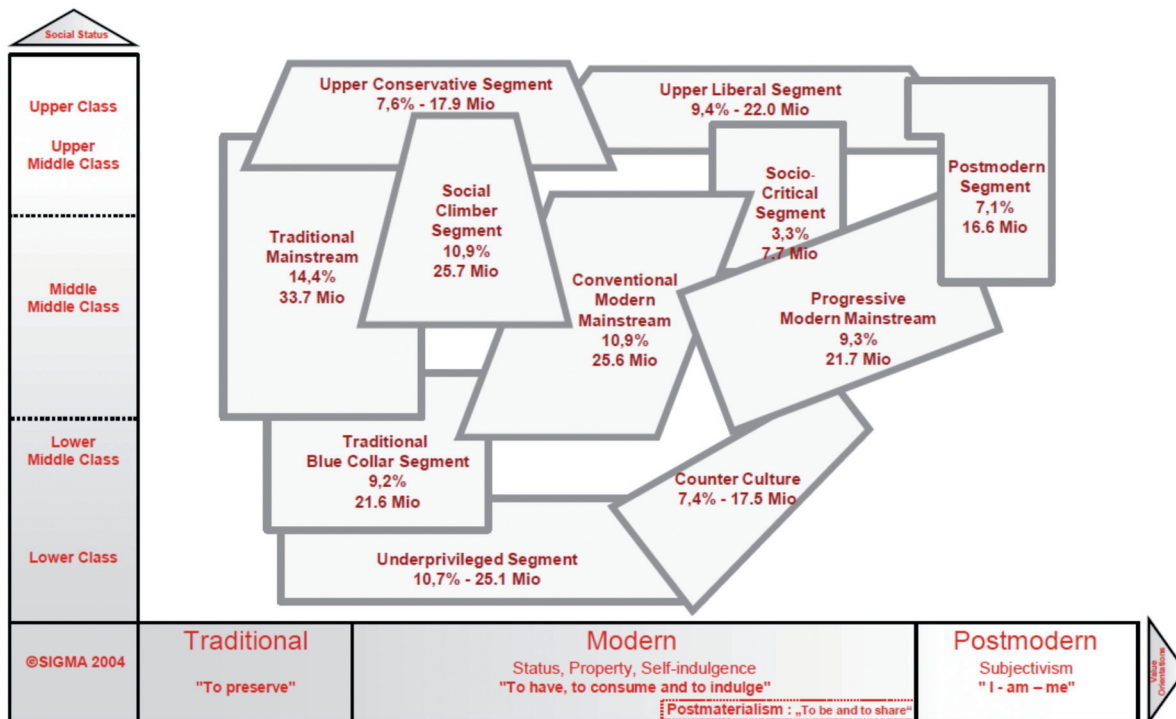 Social Status
Upper Class
Upper
Middle Class
Middle
Middle Class
Lower
Middle Class
Lower Class
©SIGMA 2004
Upper Conservative Segment
7,6% - 17.9 Mio
Upper Liberal Segment
9,4% - 22.0 Mio
Postmodern
Segment
7,1%
16.6 Mio
Socio-
Critical
Segment
3,3%
7.7 Mio
Social
Climber
Segment
10,9%
25.7 Mio
Traditional
Mainstream
14,4%
33.7 Mio
Conventional
Modern
Mainstream
10,9%
25.6 Mio
Progressive
Modern Mainstream
9,3%
21.7 Mio
Traditional
Blue Collar Segment
9,2%
21.6 Mio
Counter Culture
7,4% - 17.5 Mio
Underprivileged Segment
10,7% - 25.1 Mio
Traditional
"To preserve"
Modern
Status, Property, Self-indulgence
"To have, to consume and to indulge"
Postmaterialism : „To be and to share“
Postmodern
Subjectivism
" I - am – me"
Value
Orientations